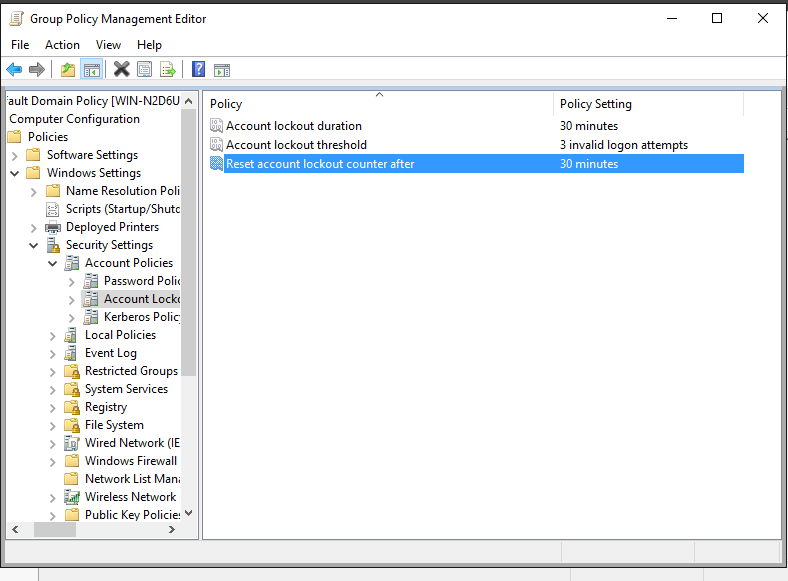 Group Policy Management Editor
File Action View Help
ault Domain Policy [WIN-N2D6U
Computer Configuration
Policies
Software Settings
Windows Settings
Name Resolution Poli
Scripts (Startup/Shutd
Deployed Printers
Security Settings
Account Policies
Password Polic
Account Locko
Kerberos Policy
Local Policies
Event Log
Restricted Groups
System Services
Registry
File System
Wired Network (IE
Windows Firewall
Network List Mana
Wireless Network
Public Key Policies
Policy Policy Setting
Account lockout duration 30 minutes
Account lockout threshold 3 invalid logon attempts
Reset account lockout counter after 30 minutes